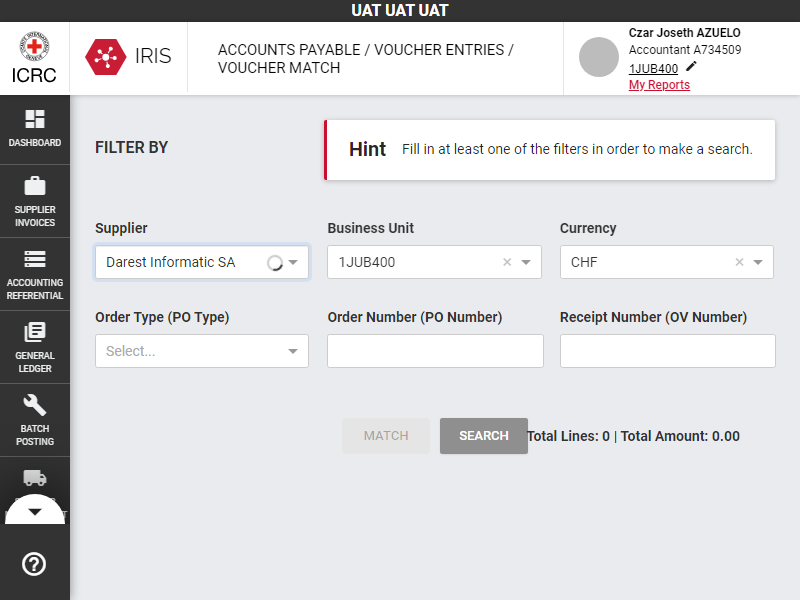 UAT UAT UAT
ICRC
IRIS
ACCOUNTS PAYABLE / VOUCHER ENTRIES /
VOUCHER MATCH
Czar Joseth AZUELO
Accountant A734509
1JUB400
My Reports
DASHBOARD
SUPPLIER
INVOICES
ACCOUNTING
REFERENTIAL
GENERAL
LEDGER
BATCH
POSTING
FILTER BY
Hint Fill in at least one of the filters in order to make a search.
Supplier Business Unit Currency
Darest Informatic SA 1JUB400 × CHF ×
Order Type (PO Type) Order Number (PO Number) Receipt Number (OV Number)
Select...
MATCH SEARCH Total Lines: 0 | Total Amount: 0.00